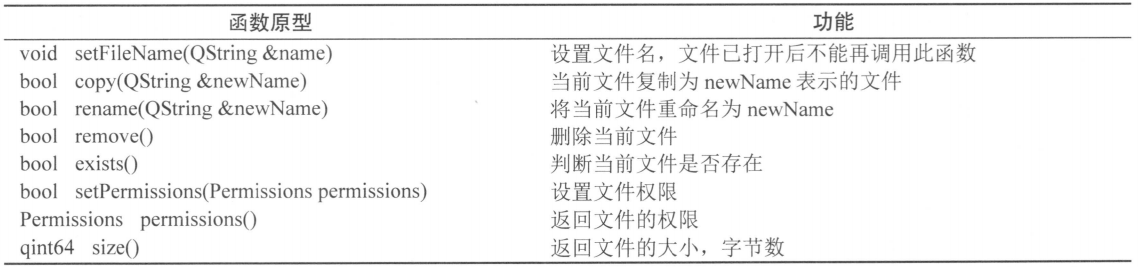 函数原型 功能
void setFileName(QString &name) 设置文件名，文件已打开后不能再调用此函数
bool copy(QString &newName) 当前文件复制为 newName 表示的文件
bool rename(QString &newName) 将当前文件重命名为 newName
bool remove() 删除当前文件
bool exists() 判断当前文件是否存在
bool setPermissions(Permissions permissions) 设置文件权限
Permissions permissions() 返回文件的权限
qint64 size() 返回文件的大小，字节数